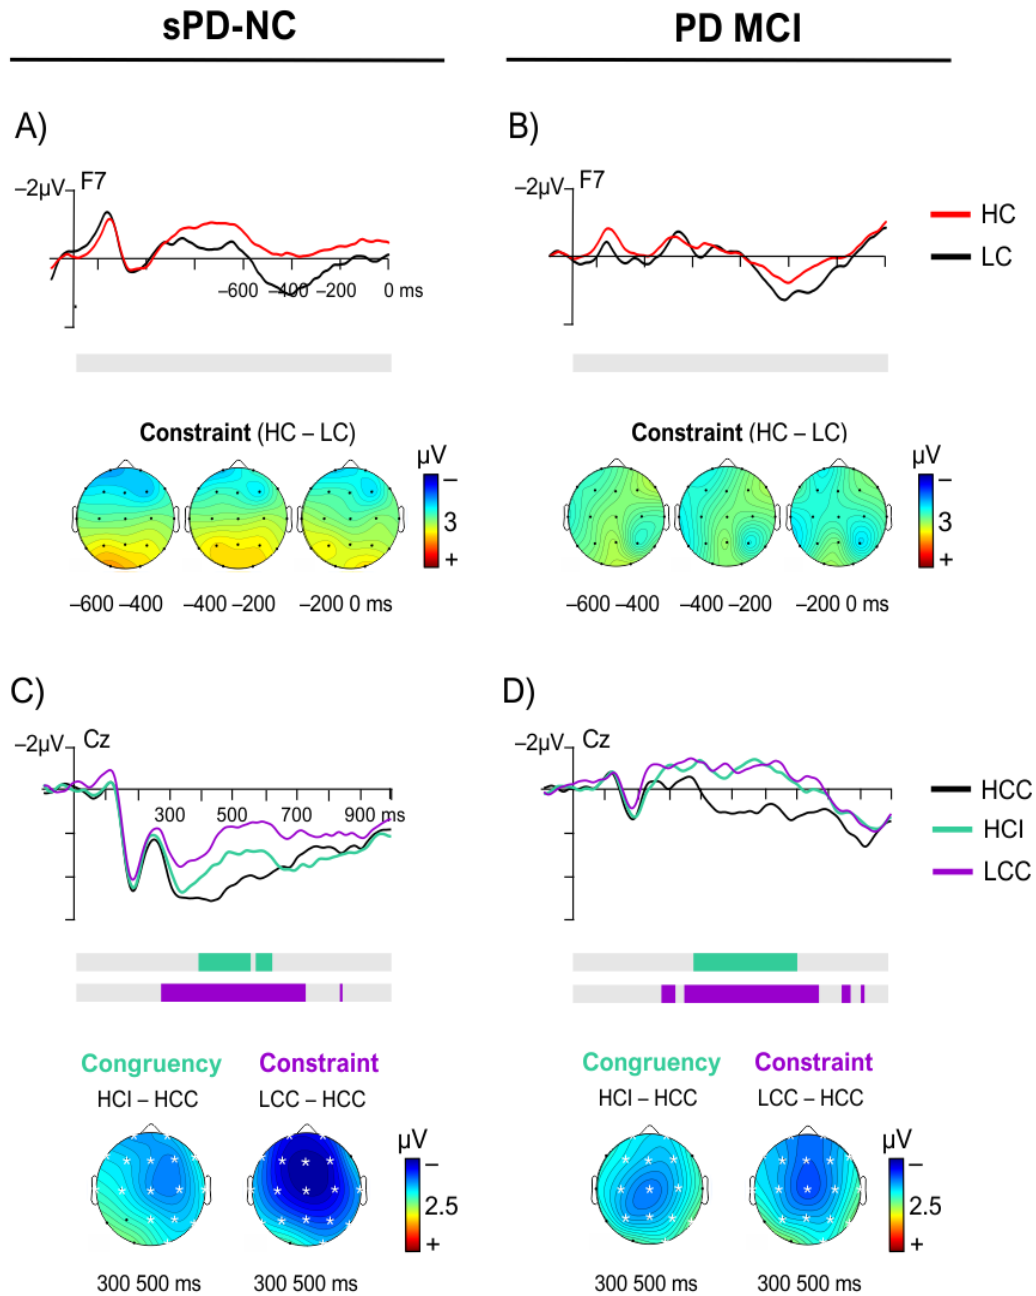 sPD-NC
PD MCI
A)
B)
–2µV
F7
–2µV
F7
HC
LC
–600 –400 –200 0 ms
Constraint (HC – LC)
Constraint (HC – LC)
µV
–
3
+
µV
–
3
+
–600 –400
–400 –200
–200 0 ms
–600 –400
–400 –200
–200 0 ms
C)
D)
–2µV
Cz
–2µV
Cz
300 500 700 900 ms
HCC
HCI
LCC
Congruency
Constraint
Congruency
Constraint
HCI – HCC
LCC – HCC
HCI – HCC
LCC – HCC
µV
–
2.5
+
µV
–
2.5
+
300 500 ms
300 500 ms
300 500 ms
300 500 ms